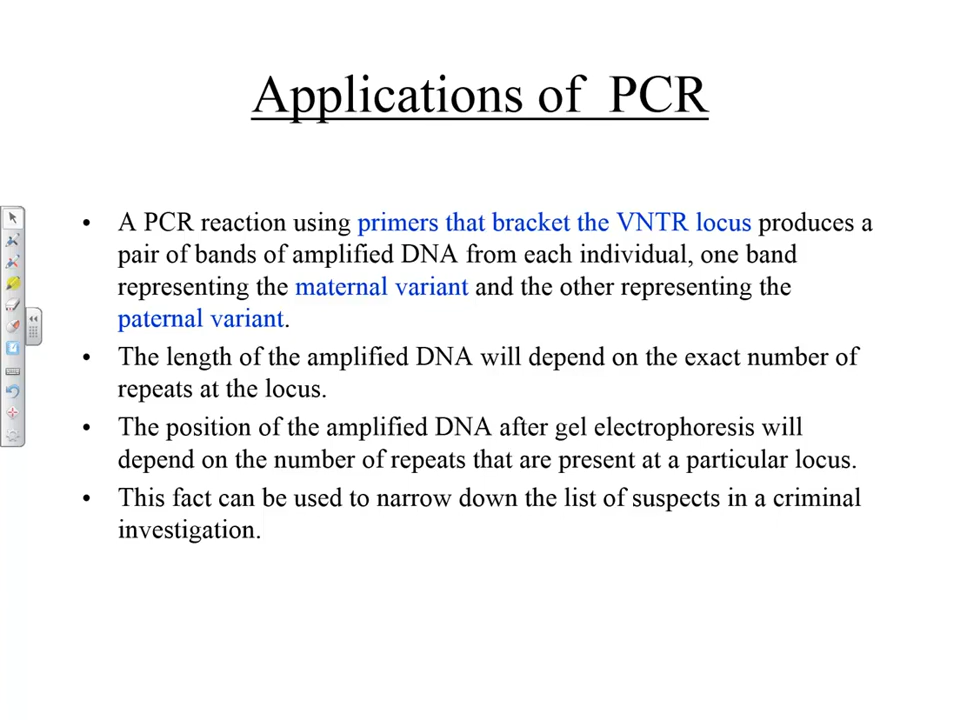 Applications of PCR
• A PCR reaction using primers that bracket the VNTR locus produces a
pair of bands of amplified DNA from each individual, one band
representing the maternal variant and the other representing the
paternal variant.
• The length of the amplified DNA will depend on the exact number of
repeats at the locus.
• The position of the amplified DNA after gel electrophoresis will
depend on the number of repeats that are present at a particular locus.
• This fact can be used to narrow down the list of suspects in a criminal
investigation.